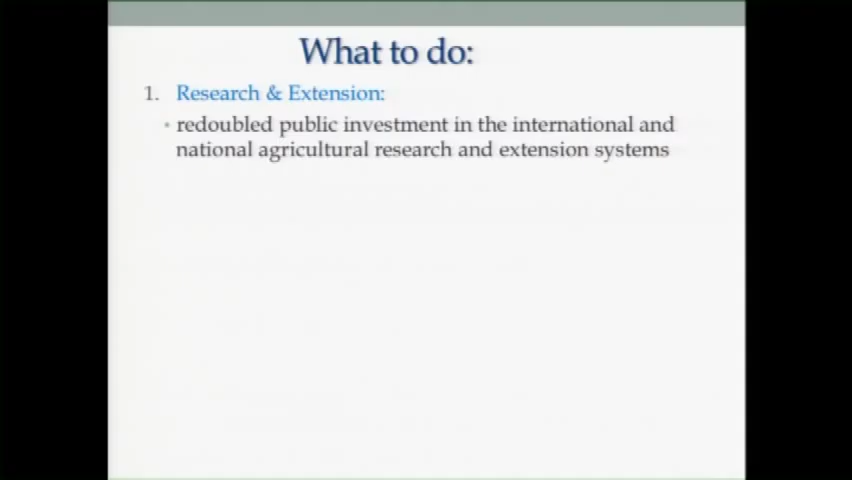 What to do:
1. Research & Extension:
• redoubled public investment in the international and
national agricultural research and extension systems